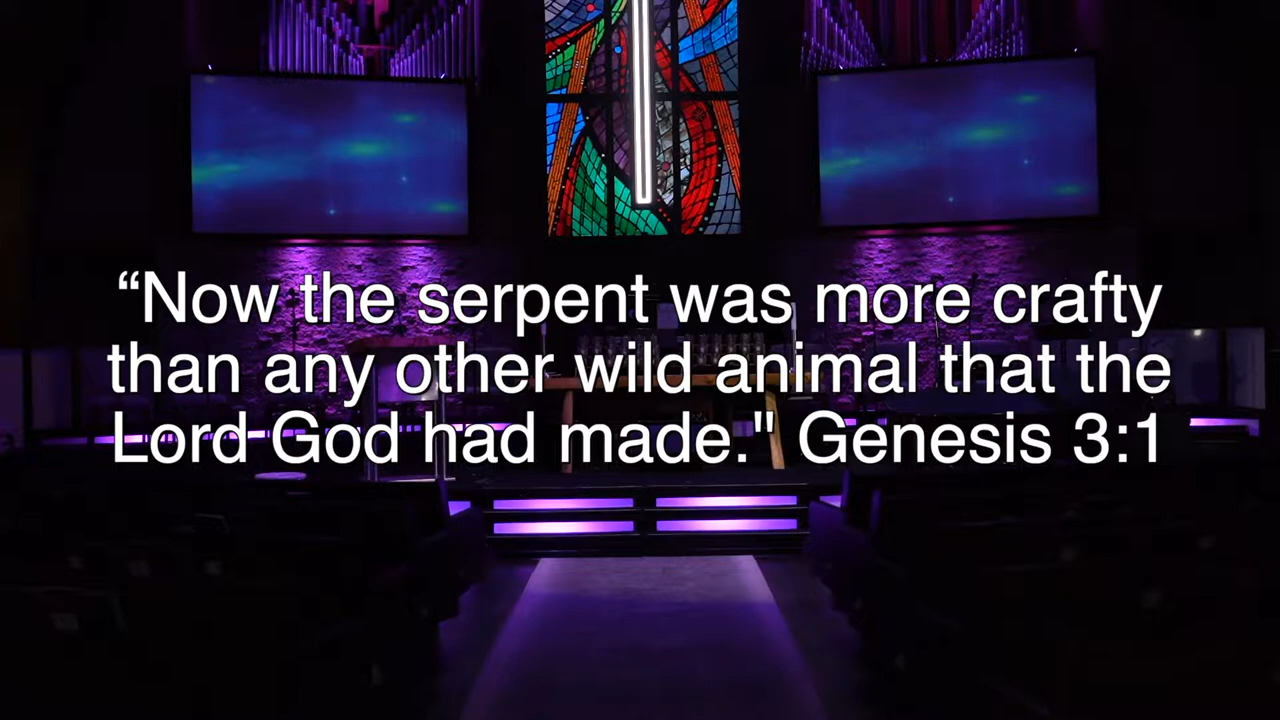 “Now the serpent was more crafty
than any other wild animal that the
Lord God had made." Genesis 3:1